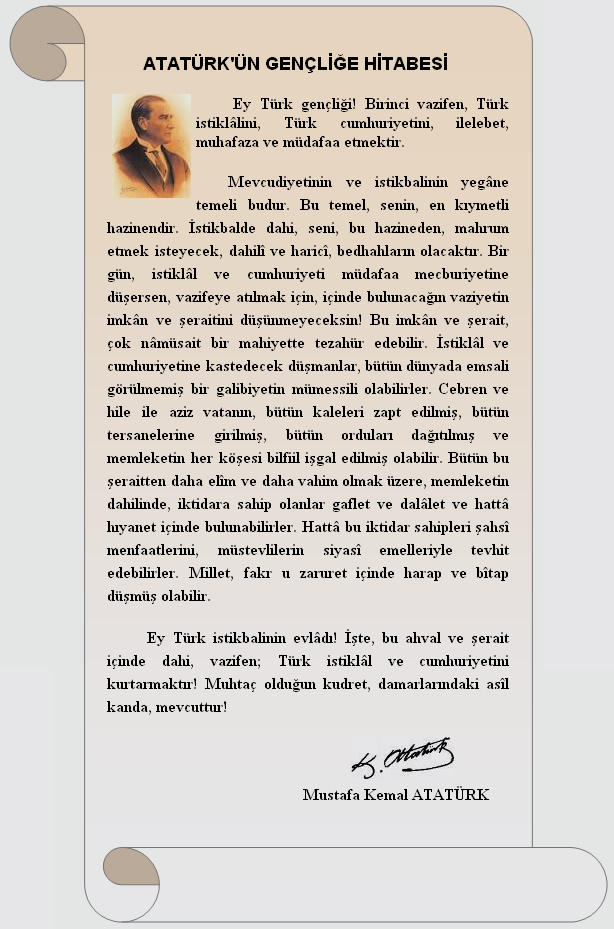 ATATÜRK'ÜN GENÇLİĞE HİTABESİ
Ey Türk gençliği! Birinci vazifen, Türk
istiklâlini, Türk cumhuriyetini, ilelebet,
muhafaza ve müdafaa etmektir.
Mevcudiyetinin ve istikbalinin yegâne
temeli budur. Bu temel, senin, en kıymetli
hazinendir. İstikbalde dahi, seni, bu hazineden, mahrum
etmek isteyecek, dahilî ve haricî, bedhahların olacaktır. Bir
gün, istiklâl ve cumhuriyeti müdafaa mecburiyetine
düşersen, vazifeye atılmak için, içinde bulunacağın vaziyetin
imkân ve şeraitini düşünmeyeceksin! Bu imkân ve şerait,
çok nâmüsait bir mahiyette tezahür edebilir. İstiklâl ve
cumhuriyetine kastedecek düşmanlar, bütün dünyada emsali
görülmemiş bir galibiyetin mümessili olabilirler. Cebren ve
hile ile aziz vatanın, bütün kaleleri zapt edilmiş, bütün
tersanelerine girilmiş, bütün orduları dağıtılmış ve
memleketin her köşesi bilfiil işgal edilmiş olabilir. Bütün bu
şeraitten daha elîm ve daha vahim olmak üzere, memleketin
dahilinde, iktidara sahip olanlar gaflet ve dalâlet ve hattâ
hıyanet içinde bulunabilirler. Hattâ bu iktidar sahipleri şahsî
menfaatlerini, müstevlilerin siyasî emelleriyle tevhit
edebilirler. Millet, fakr u zaruret içinde harap ve bîtap
düşmüş olabilir.
Ey Türk istikbalinin evlâdı! İşte, bu ahval ve şerait
içinde dahi, vazifen; Türk istiklâl ve cumhuriyetini
kurtarmaktır! Muhtaç olduğun kudret, damarlarındaki asîl
kanda, mevcuttur!
K. Atatürk
Mustafa Kemal ATATÜRK